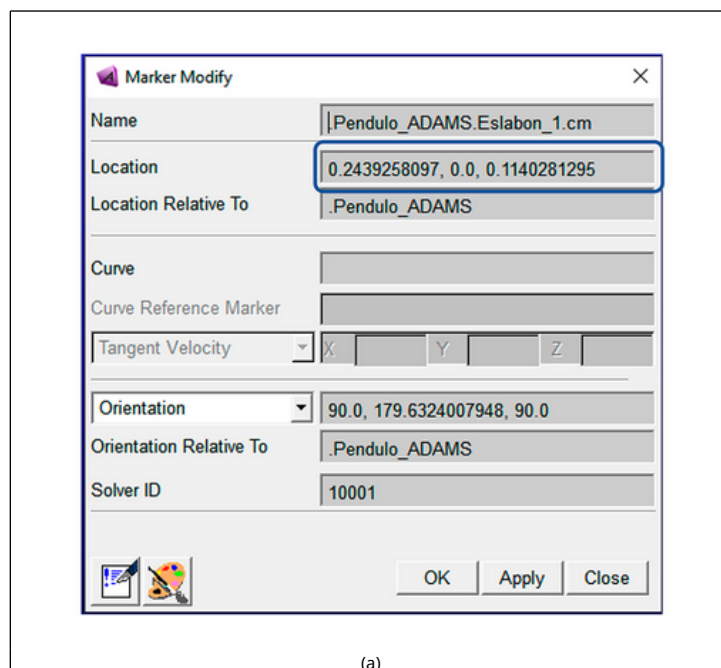 Marker Modify
Name .Pendulo_ADAMS.Eslabon_1.cm
Location 0.2439258097, 0.0, 0.1140281295
Location Relative To .Pendulo_ADAMS
Curve
Curve Reference Marker
Tangent Velocity X Y Z
Orientation 90.0, 179.6324007948, 90.0
Orientation Relative To .Pendulo_ADAMS
Solver ID 10001
OK Apply Close
(a)